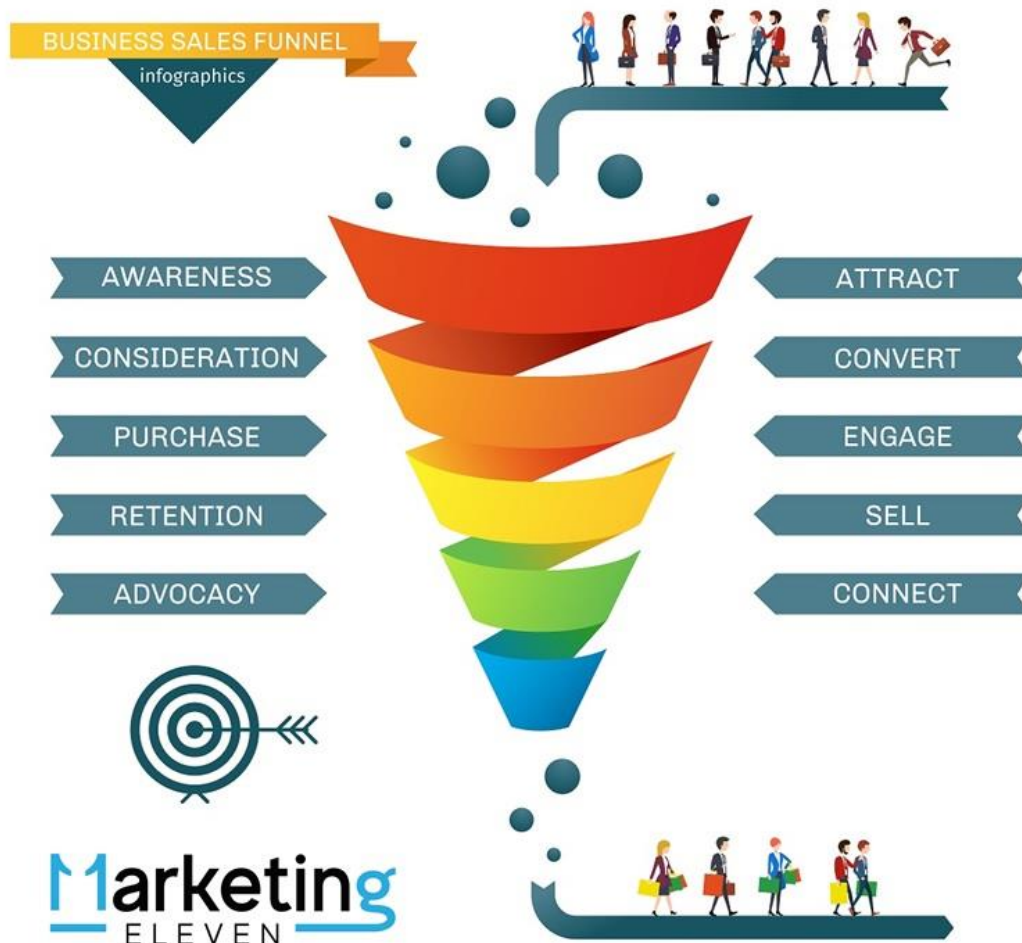 BUSINESS SALES FUNNEL
infographics
AWARENESS
CONSIDERATION
PURCHASE
RETENTION
ADVOCACY
ATTRACT
CONVERT
ENGAGE
SELL
CONNECT
Marketing
ELEVEN